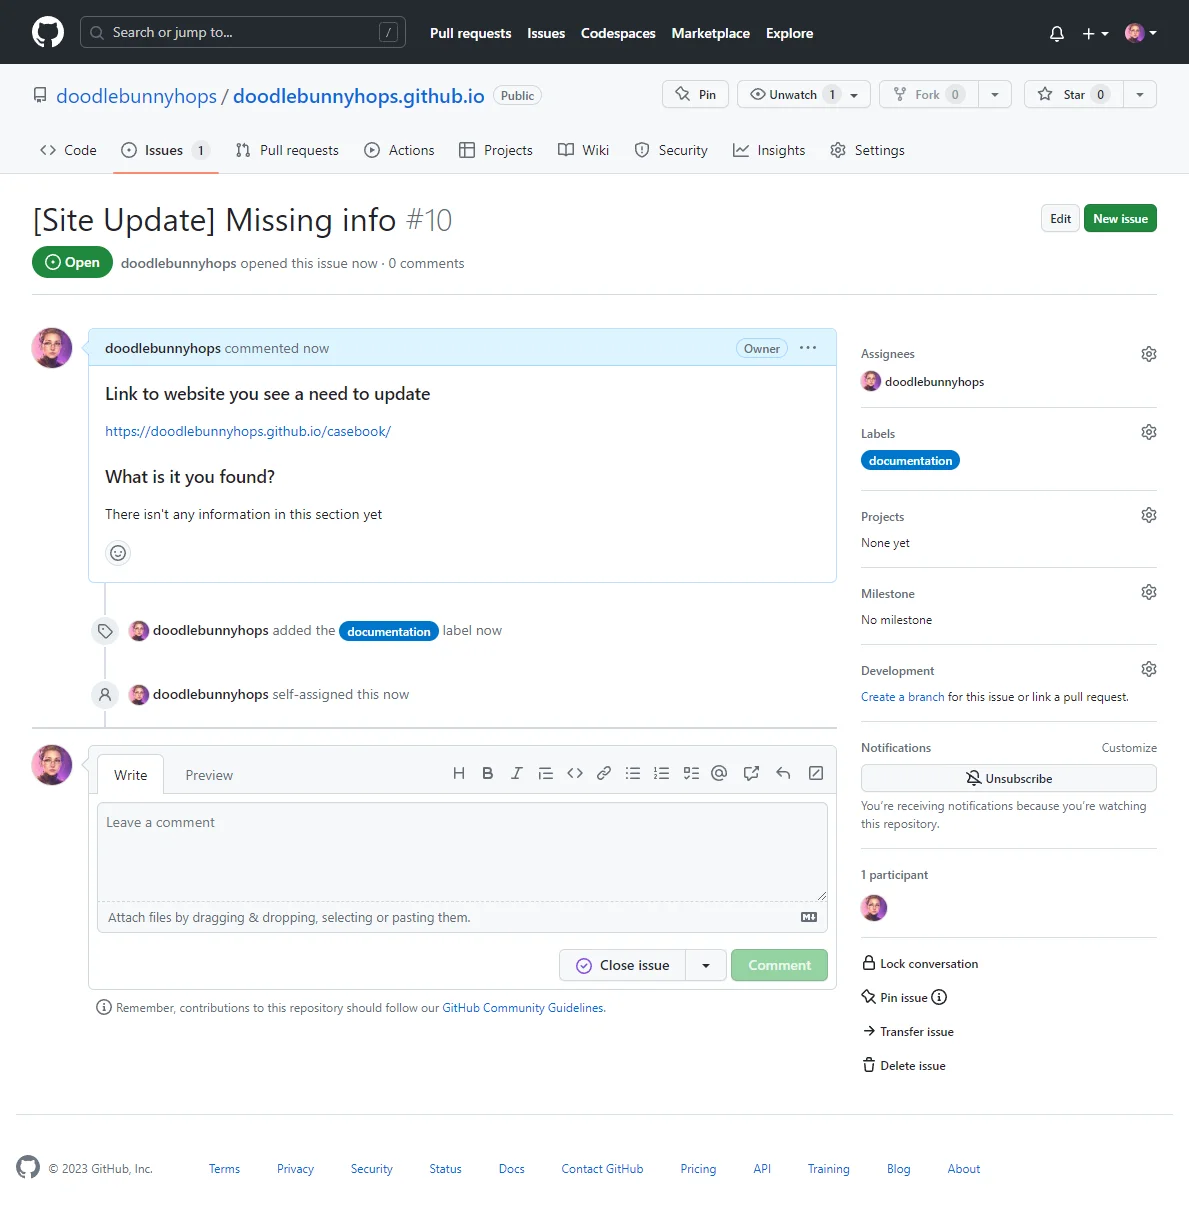 Search or jump to... /
Pull requests Issues Codespaces Marketplace Explore
doodlebunnyhops / doodlebunnyhops.github.io Public
Pin Unwatch 1 Fork 0 Star 0
Code Issues 1 Pull requests Actions Projects Wiki Security Insights Settings
[Site Update] Missing info #10
Edit New issue
Open doodlebunnyhops opened this issue now · 0 comments
doodlebunnyhops commented now Owner ···
Link to website you see a need to update
https://doodlebunnyhops.github.io/casebook/
What is it you found?
There isn't any information in this section yet
doodlebunnyhops added the documentation label now
doodlebunnyhops self-assigned this now
Write Preview H B I @
Leave a comment
Attach files by dragging & dropping, selecting or pasting them.
Close issue Comment
Remember, contributions to this repository should follow our GitHub Community Guidelines.
Assignees
doodlebunnyhops
Labels
documentation
Projects
None yet
Milestone
No milestone
Development
Create a branch for this issue or link a pull request.
Notifications Customize
Unsubscribe
You're receiving notifications because you're watching
this repository.
1 participant
Lock conversation
Pin issue
Transfer issue
Delete issue
© 2023 GitHub, Inc. Terms Privacy Security Status Docs Contact GitHub Pricing API Training Blog About